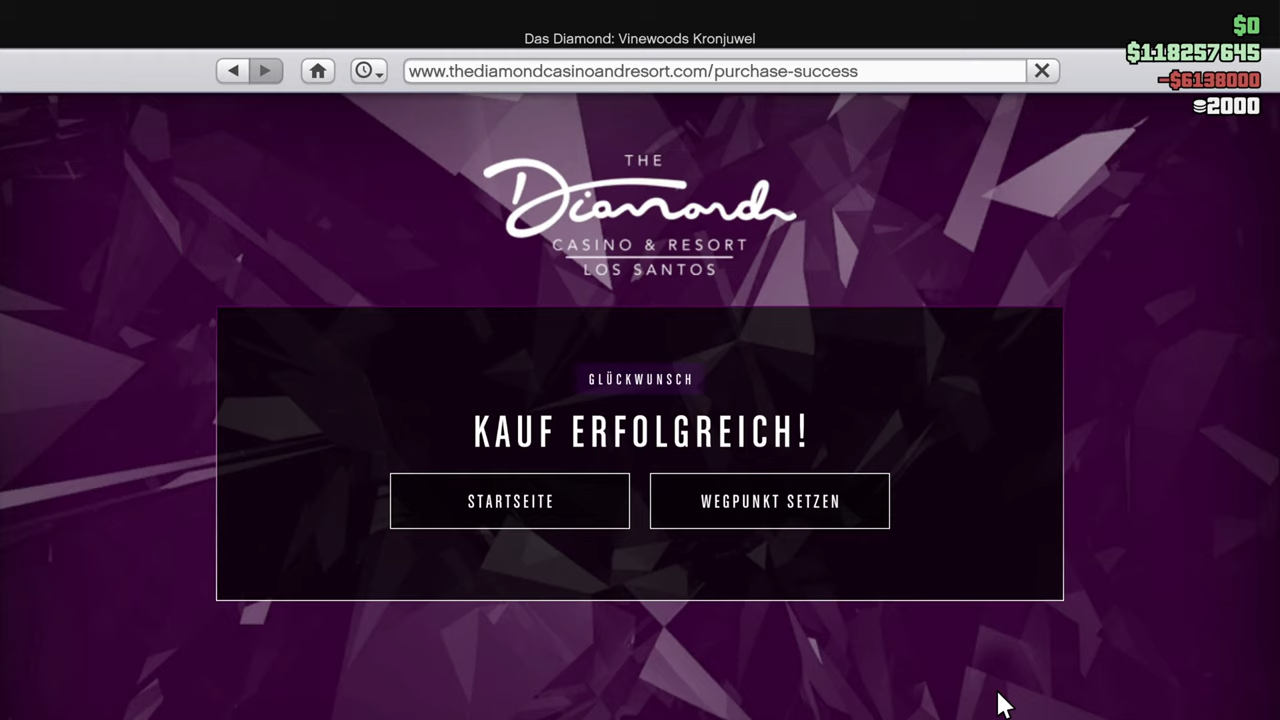 Das Diamond: Vinewoods Kronjuwel
$0
www.thediamondcasinoandresort.com/purchase-success
$118257645
-$6138000
2000
THE
Diamond
CASINO & RESORT
LOS SANTOS
GLÜCKWUNSCH
KAUF ERFOLGREICH!
STARTSEITE
WEGPUNKT SETZEN